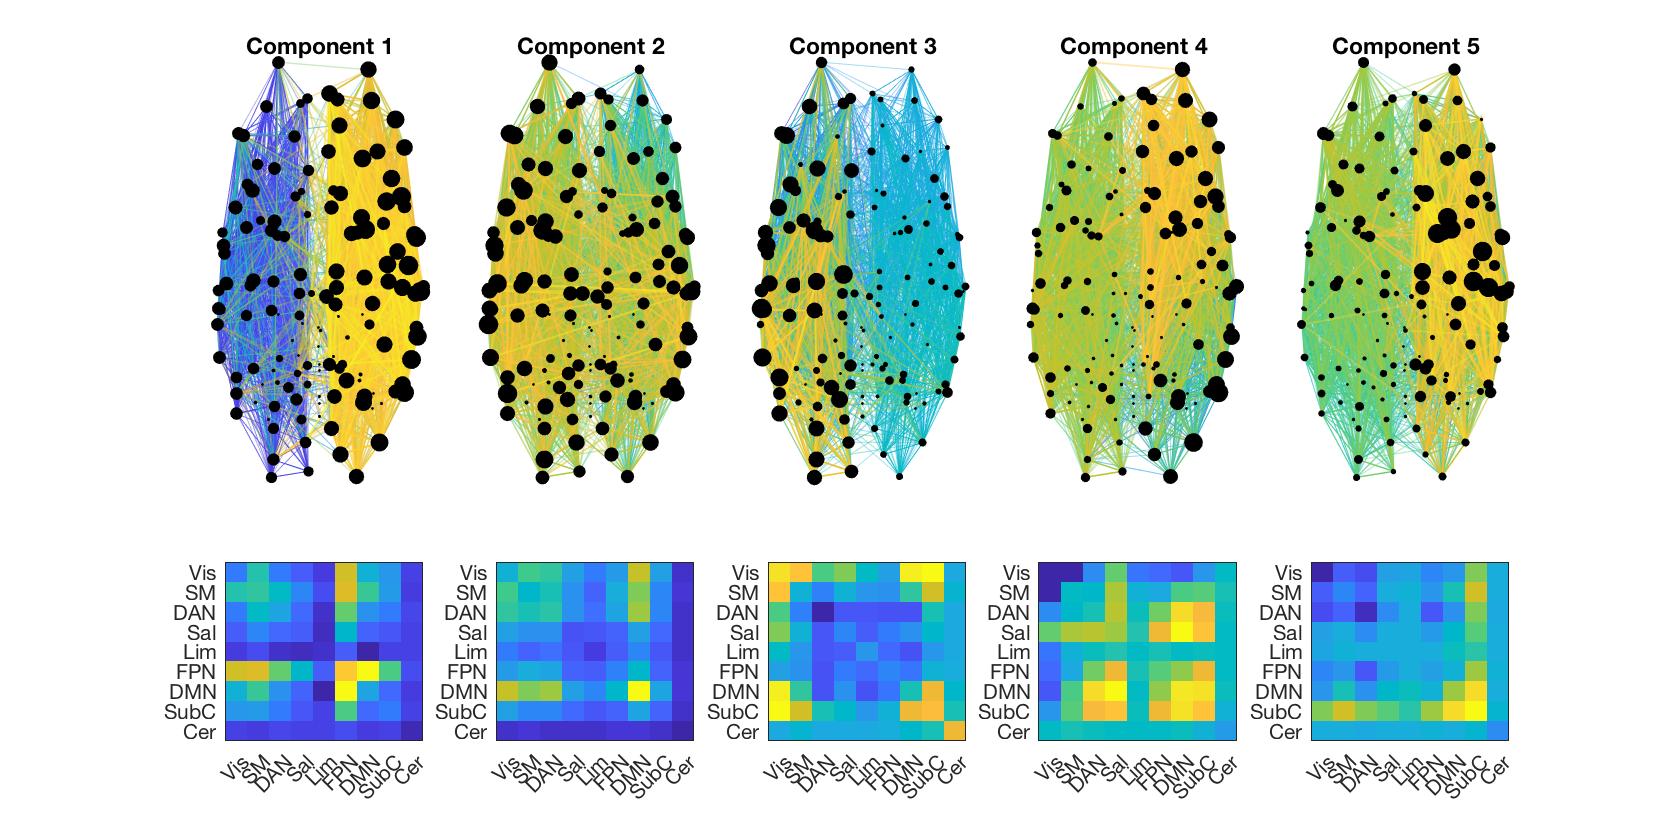 Component 1
Component 2
Component 3
Component 4
Component 5
Vis
SM
DAN
Sal
Lim
FPN
DMN
SubC
Cer
Vis
SM
DAN
Sal
Lim
FPN
DMN
SubC
Cer
Vis
SM
DAN
Sal
Lim
FPN
DMN
SubC
Cer
Vis
SM
DAN
Sal
Lim
FPN
DMN
SubC
Cer
Vis
SM
DAN
Sal
Lim
FPN
DMN
SubC
Cer
Vis
SM
DAN
Sal
Lim
FPN
DMN
SubC
Cer
Vis
SM
DAN
Sal
Lim
FPN
DMN
SubC
Cer
Vis
SM
DAN
Sal
Lim
FPN
DMN
SubC
Cer
Vis
SM
DAN
Sal
Lim
FPN
DMN
SubC
Cer
Vis
SM
DAN
Sal
Lim
FPN
DMN
SubC
Cer